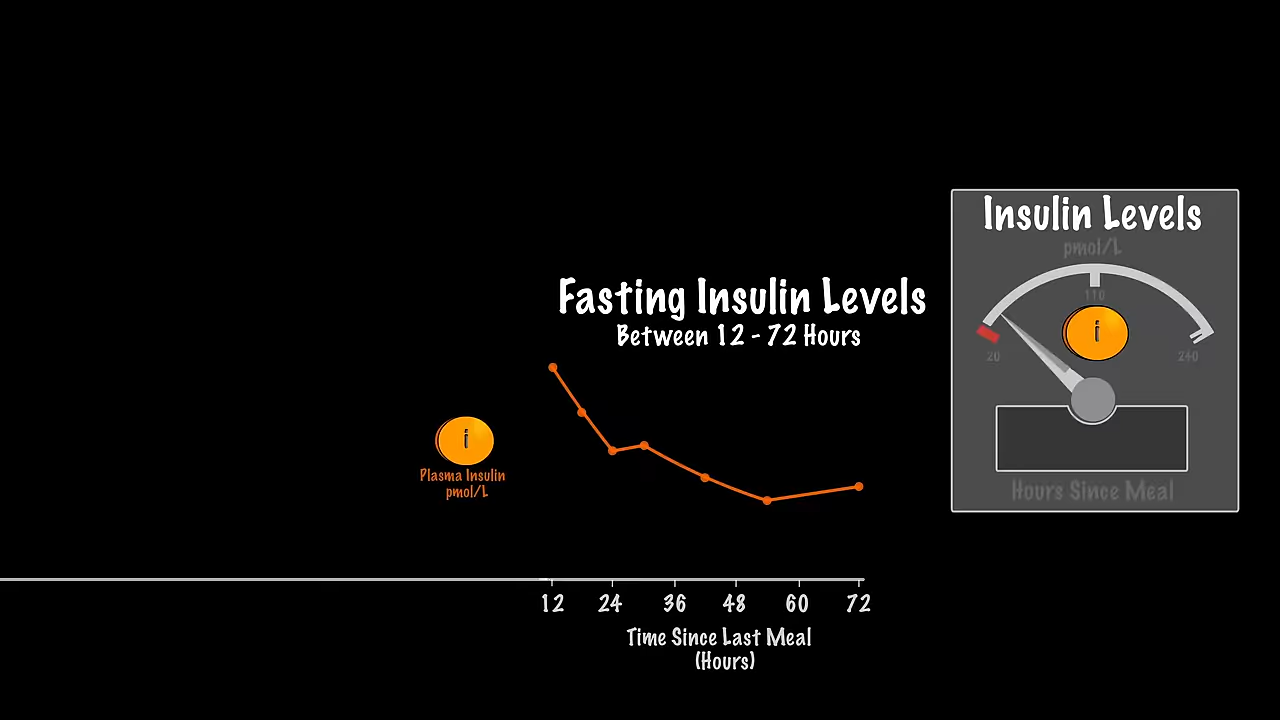 Insulin Levels
pmol/L
110
i
20
240
Hours Since Meal
Fasting Insulin Levels
Between 12 - 72 Hours
i
Plasma Insulin
pmol/L
12 24 36 48 60 72
Time Since Last Meal
(Hours)